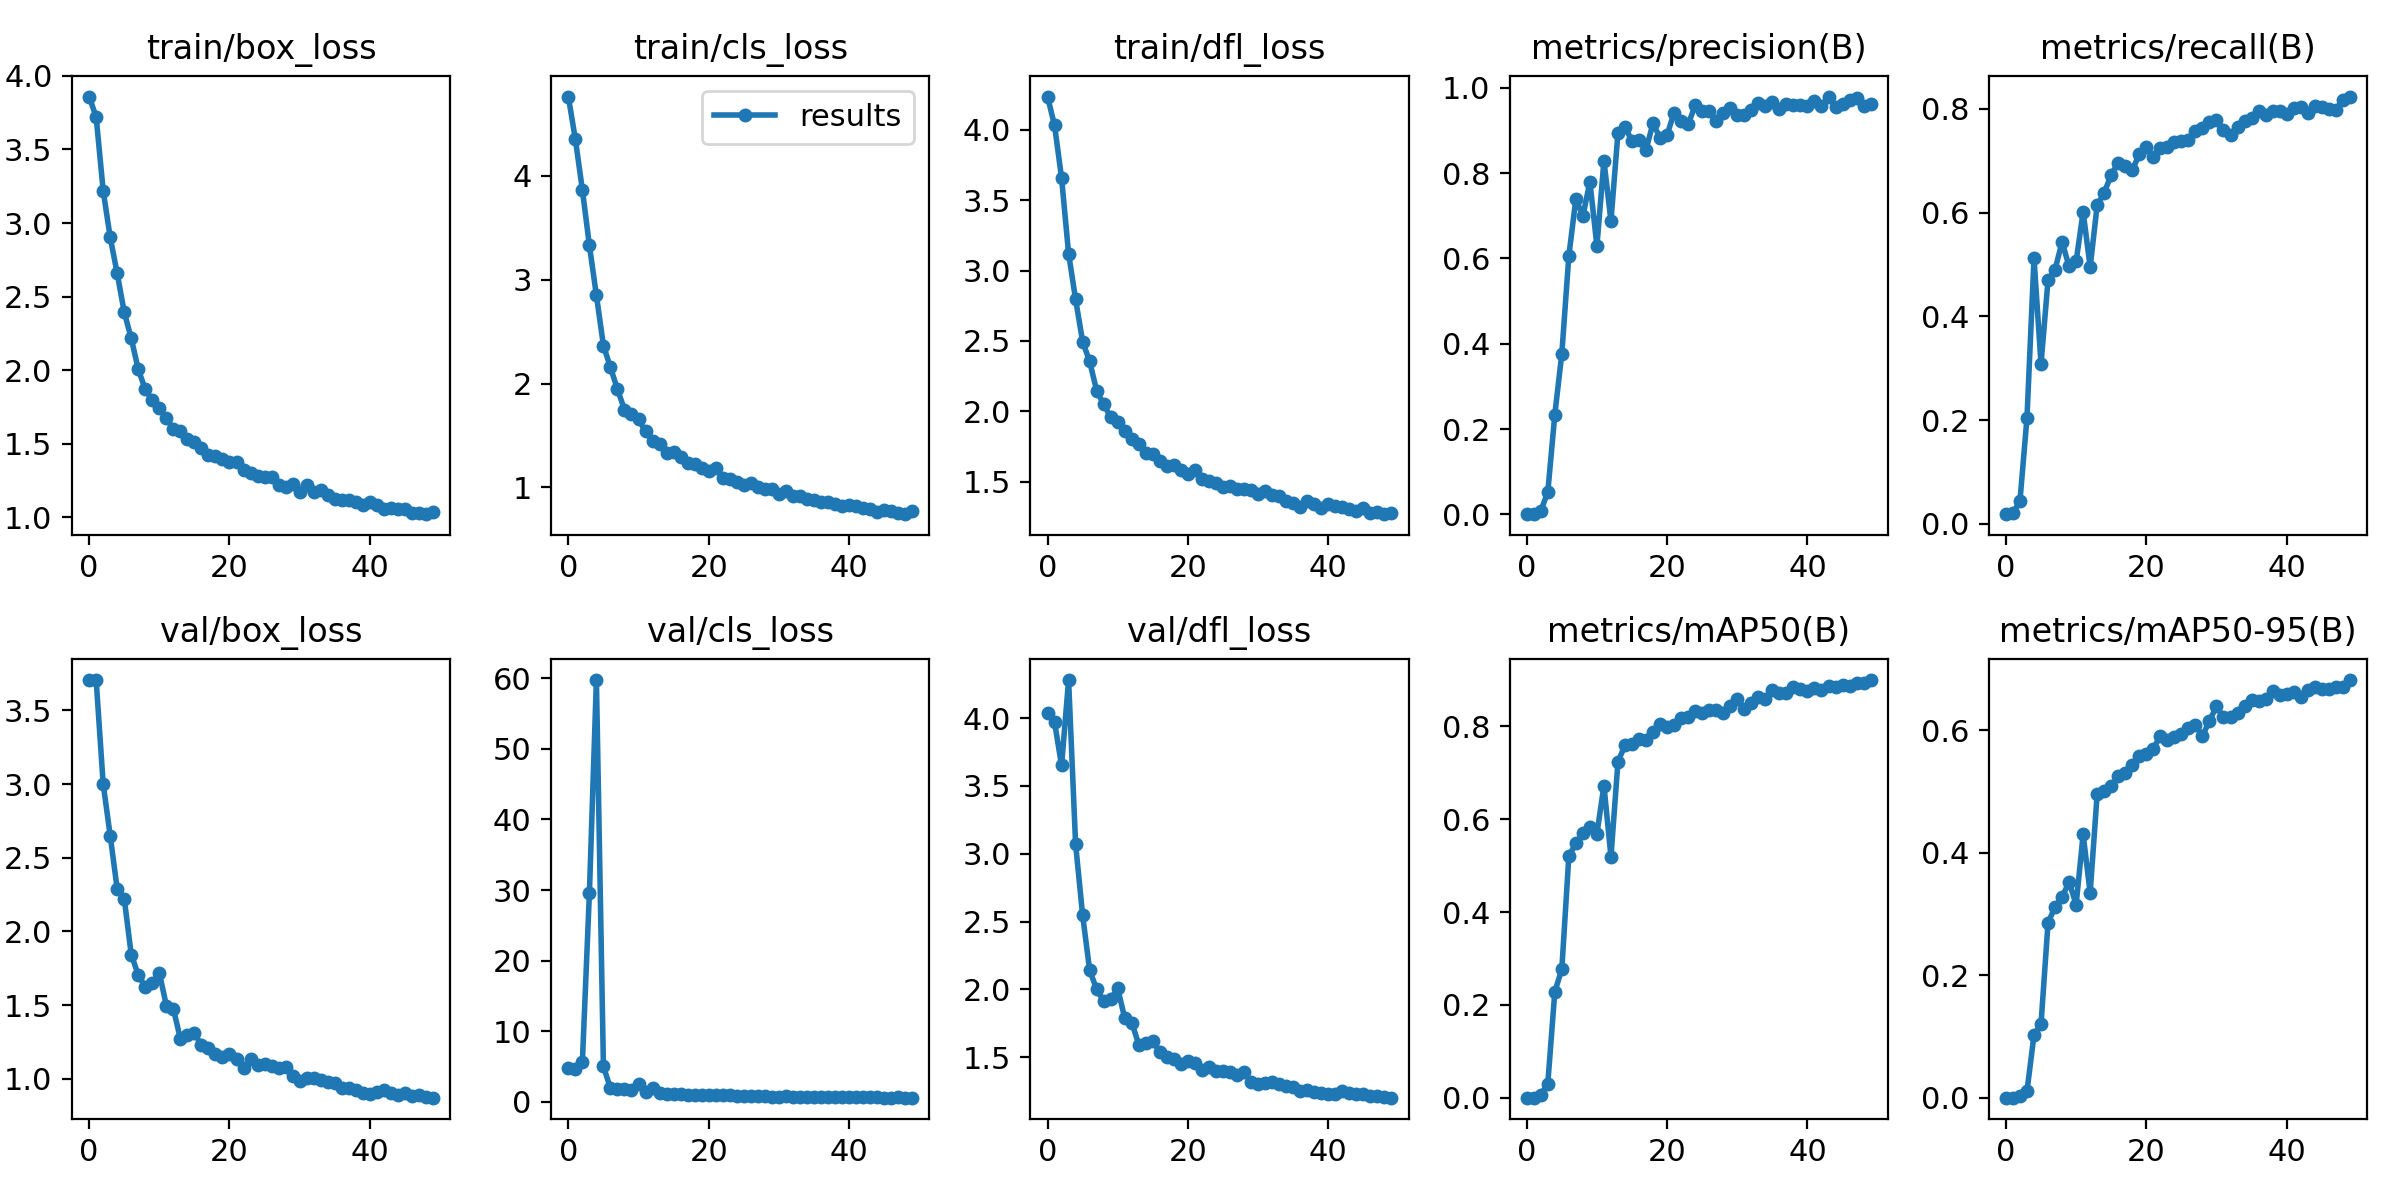 train/box_loss
4.0
3.5
3.0
2.5
2.0
1.5
1.0
0 20 40
train/cls_loss
results
4
3
2
1
0 20 40
train/dfl_loss
4.0
3.5
3.0
2.5
2.0
1.5
0 20 40
metrics/precision(B)
1.0
0.8
0.6
0.4
0.2
0.0
0 20 40
metrics/recall(B)
0.8
0.6
0.4
0.2
0.0
0 20 40
val/box_loss
3.5
3.0
2.5
2.0
1.5
1.0
0 20 40
val/cls_loss
60
50
40
30
20
10
0
0 20 40
val/dfl_loss
4.0
3.5
3.0
2.5
2.0
1.5
0 20 40
metrics/mAP50(B)
0.8
0.6
0.4
0.2
0.0
0 20 40
metrics/mAP50-95(B)
0.6
0.4
0.2
0.0
0 20 40